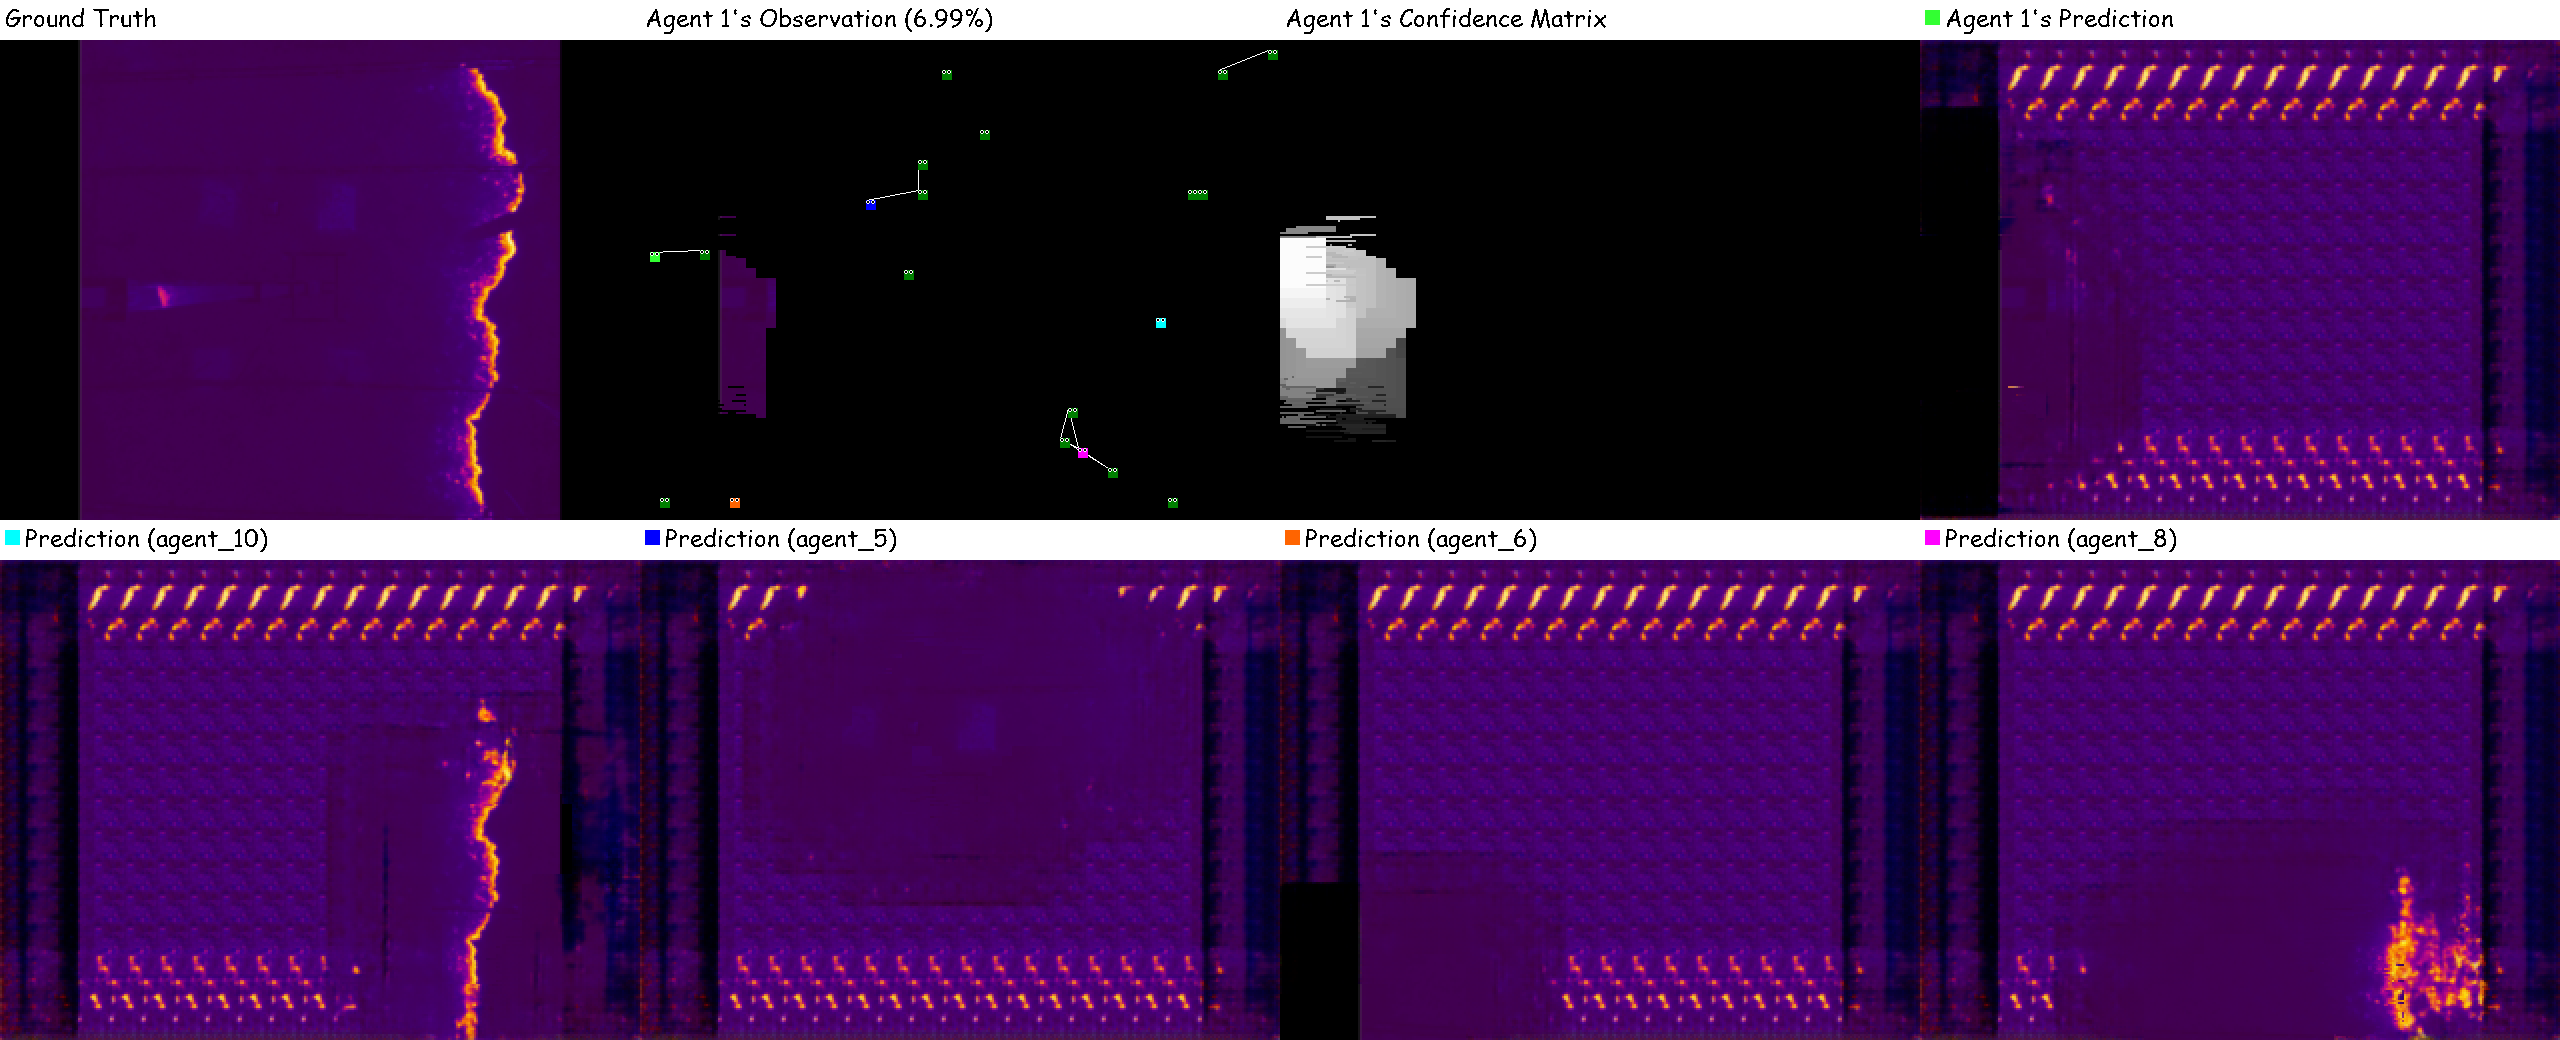 Ground Truth
Agent 1's Observation (6.99%)
Agent 1's Confidence Matrix
Agent 1's Prediction
Prediction (agent_10)
Prediction (agent_5)
Prediction (agent_6)
Prediction (agent_8)